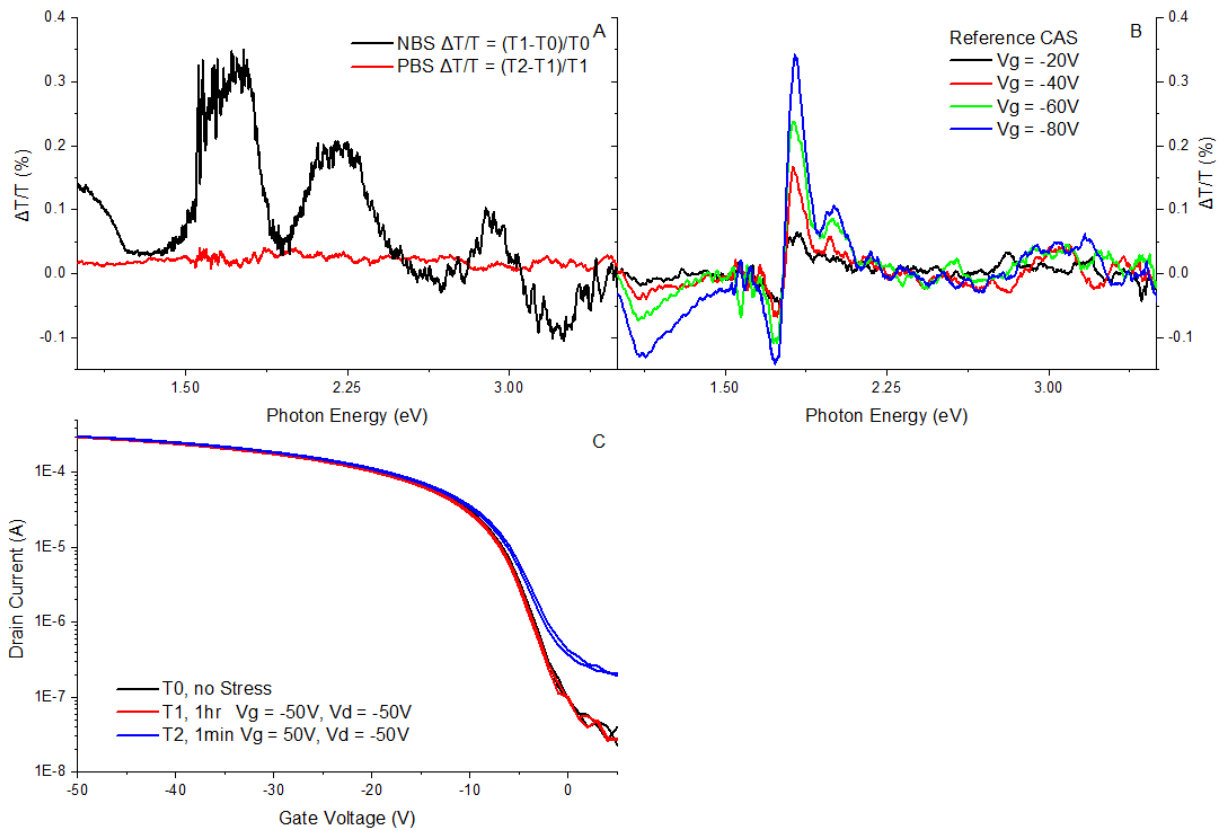 A
NBS ΔT/T = (T1-T0)/T0
PBS ΔT/T = (T2-T1)/T1
0.4
0.3
0.2
0.1
0.0
-0.1
ΔT/T (%)
1.50
2.25
3.00
Photon Energy (eV)
B
Reference CAS
Vg = -20V
Vg = -40V
Vg = -60V
Vg = -80V
0.4
0.3
0.2
0.1
0.0
-0.1
ΔT/T (%)
1.50
2.25
3.00
Photon Energy (eV)
C
1E-4
1E-5
1E-6
1E-7
1E-8
Drain Current (A)
T0, no Stress
T1, 1hr Vg = -50V, Vd = -50V
T2, 1min Vg = 50V, Vd = -50V
-50
-40
-30
-20
-10
0
Gate Voltage (V)